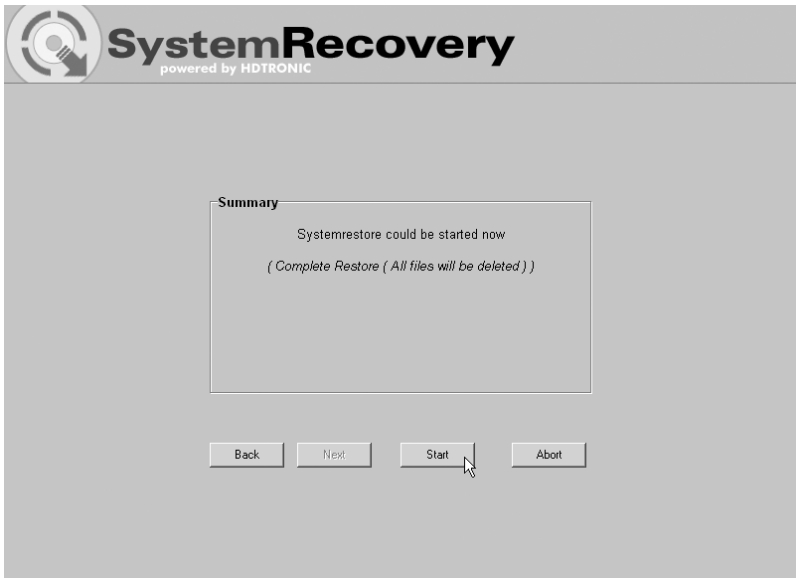 SystemRecovery
powered by HDTRONIC
Summary
Systemrestore could be started now
( Complete Restore ( All files will be deleted ) )
Back Next Start Abort